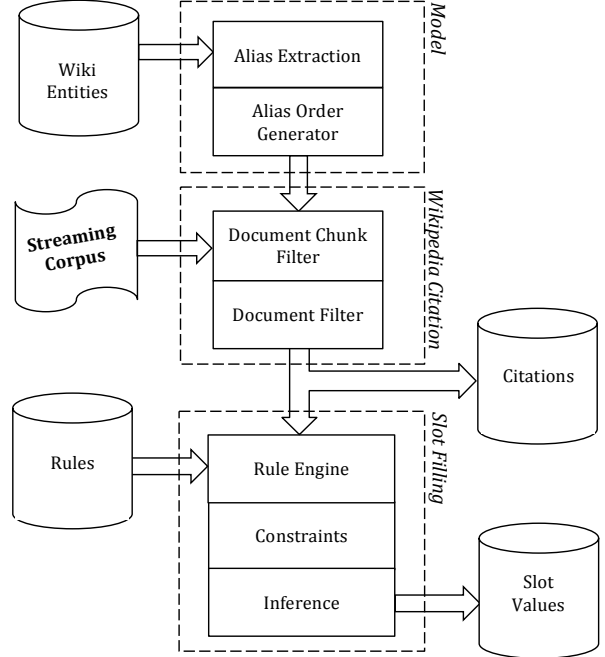 Model
Wiki
Entities
Alias Extraction
Alias Order
Generator
Wikipedia Citation
Streaming
Corpus
Document Chunk
Filter
Document Filter
Citations
Slot Filling
Rules
Rule Engine
Constraints
Inference
Slot
Values